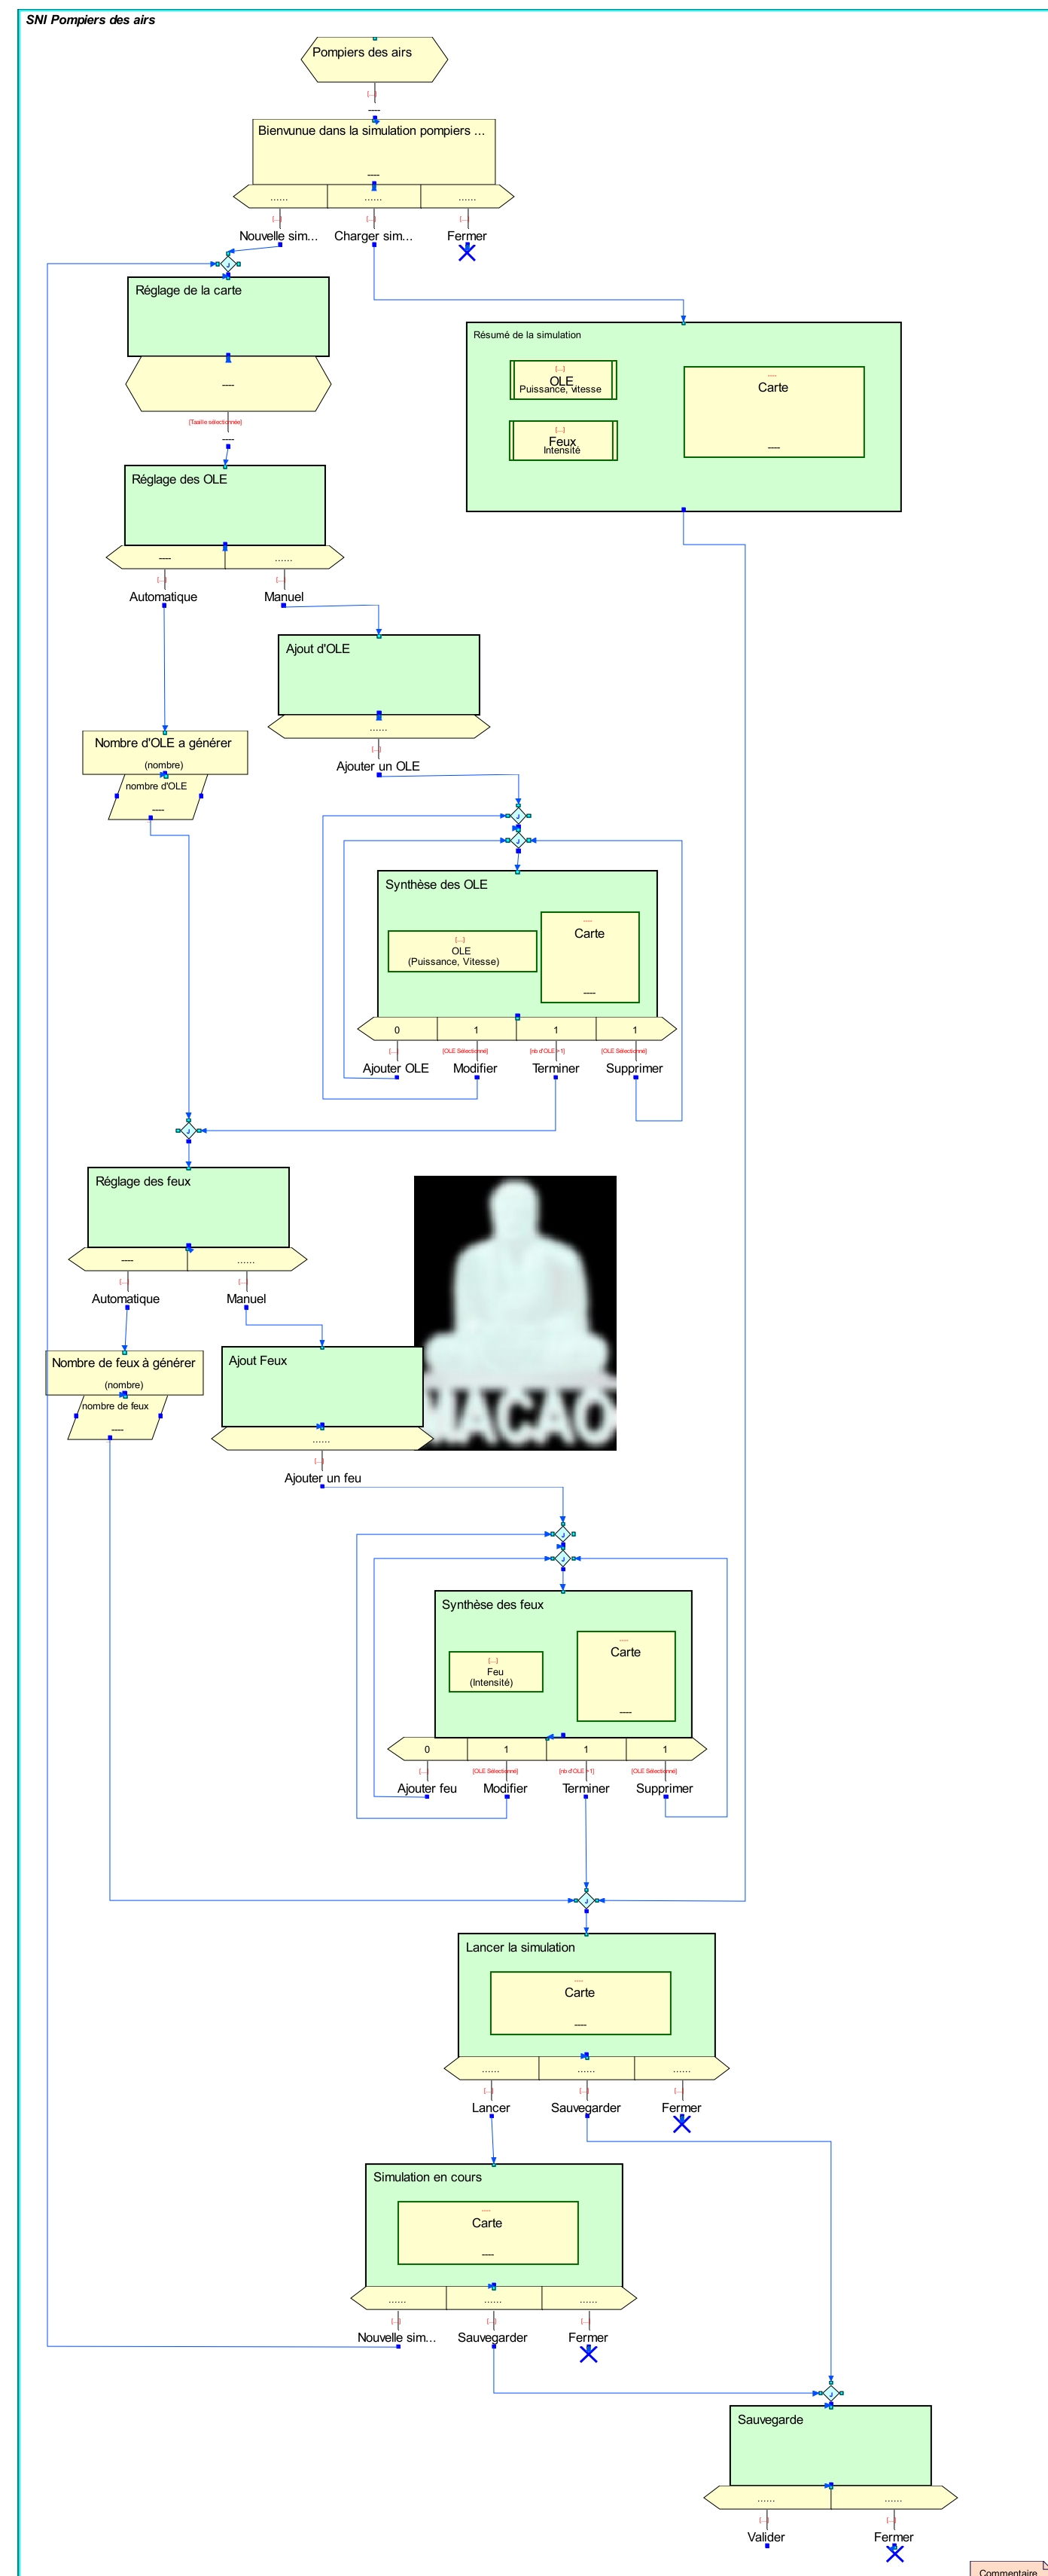 SNI Pompiers des airs
Pompiers des airs
[...]
----
Bienvunue dans la simulation pompiers ...
----
...... ...... ......
[...] [...] [...]
Nouvelle sim... Charger sim... Fermer
J
Réglage de la carte
----
[Taaille sélectionnée]
----
Résumé de la simulation
[...]
OLE
Puissance, vitesse
[...]
Feux
Intensité
----
Carte
----
Réglage des OLE
---- ......
[...] [...]
Automatique Manuel
Ajout d'OLE
......
[...]
Ajouter un OLE
Nombre d'OLE a générer
(nombre)
nombre d'OLE
----
J
J
Synthèse des OLE
[...]
OLE
(Puissance, Vitesse)
----
Carte
----
0 1 1 1
[...] [OLE Sélectionné] [nb d'OLE >1] [OLE Sélectionné]
Ajouter OLE Modifier Terminer Supprimer
J
Réglage des feux
---- ......
[...] [...]
Automatique Manuel
Nombre de feux à générer
(nombre)
nombre de feux
----
Ajout Feux
......
[...]
Ajouter un feu
MACAO
J
J
Synthèse des feux
[...]
Feu
(Intensité)
----
Carte
----
0 1 1 1
[...] [OLE Sélectionné] [nb d'OLE >1] [OLE Sélectionné]
Ajouter feu Modifier Terminer Supprimer
J
Lancer la simulation
----
Carte
----
...... ...... ......
[...] [...] [...]
Lancer Sauvegarder Fermer
Simulation en cours
----
Carte
----
...... ...... ......
[...] [...] [...]
Nouvelle sim... Sauvegarder Fermer
J
Sauvegarde
...... ......
[...] [...]
Valider Fermer
Commentaire